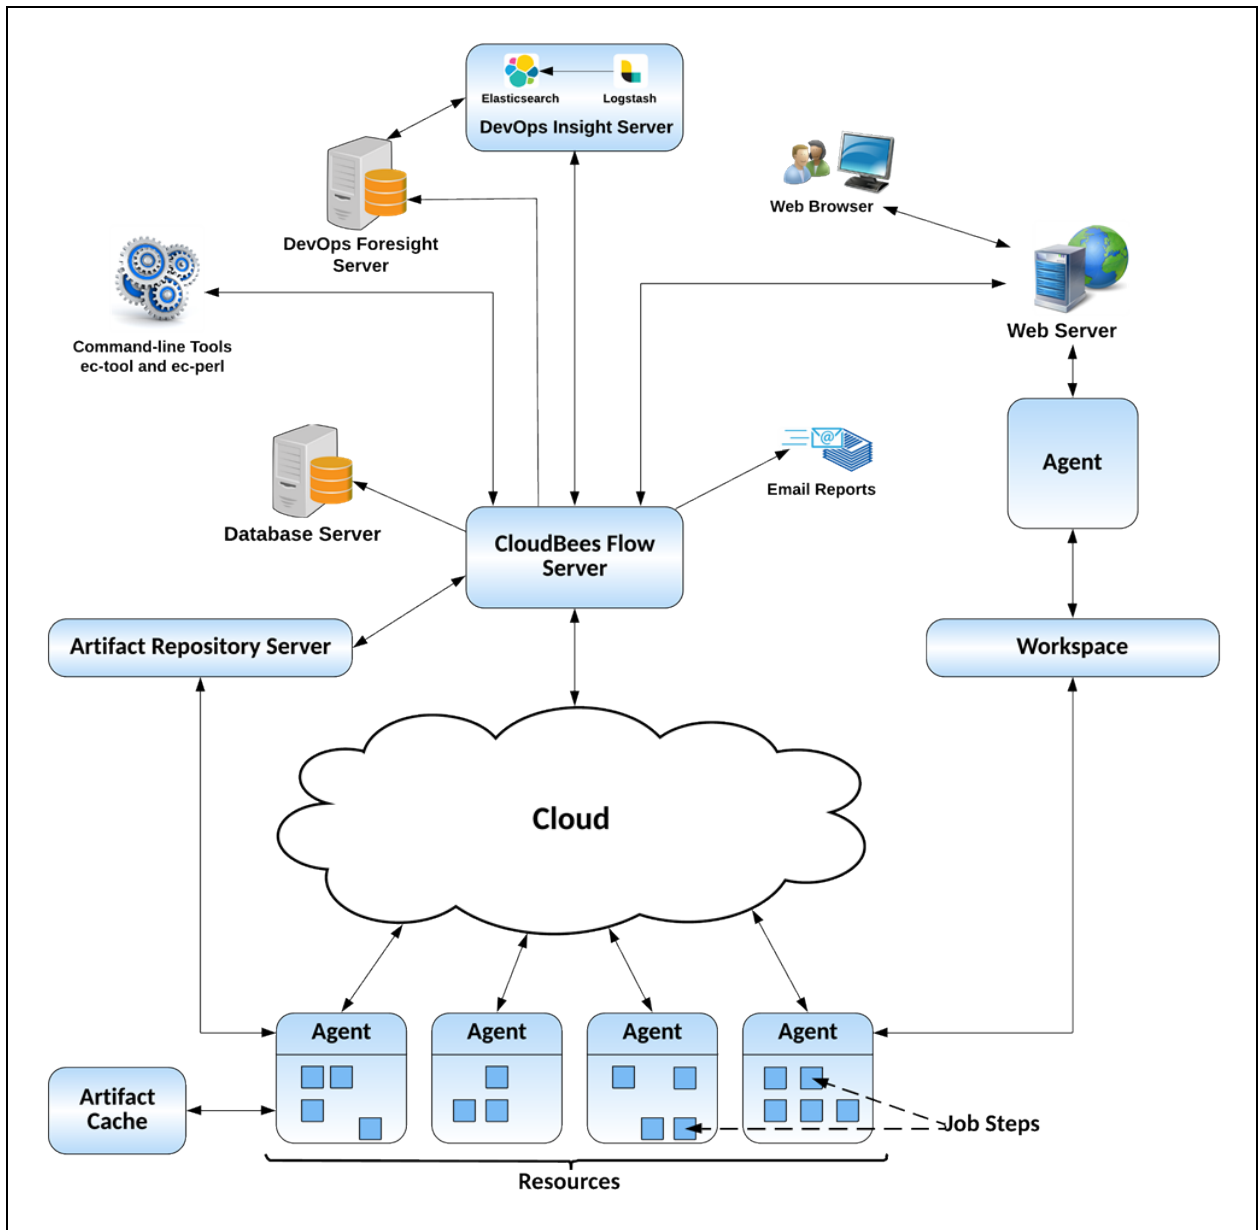 Elasticsearch
Logstash
DevOps Insight Server
Web Browser
DevOps Foresight
Server
Web Server
Command-line Tools
ec-tool and ec-perl
Agent
@
Email Reports
Database Server
CloudBees Flow
Server
Artifact Repository Server
Workspace
Cloud
Agent
Agent
Agent
Agent
Artifact
Cache
Job Steps
Resources